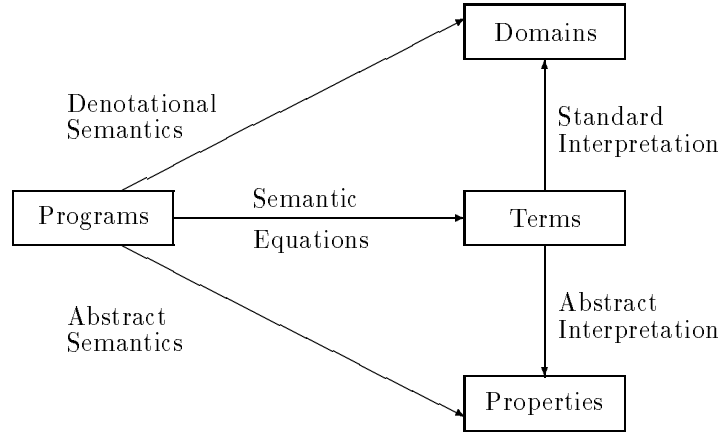 Domains
Denotational
Semantics
Standard
Interpretation
Programs
Semantic
Equations
Terms
Abstract
Semantics
Abstract
Interpretation
Properties